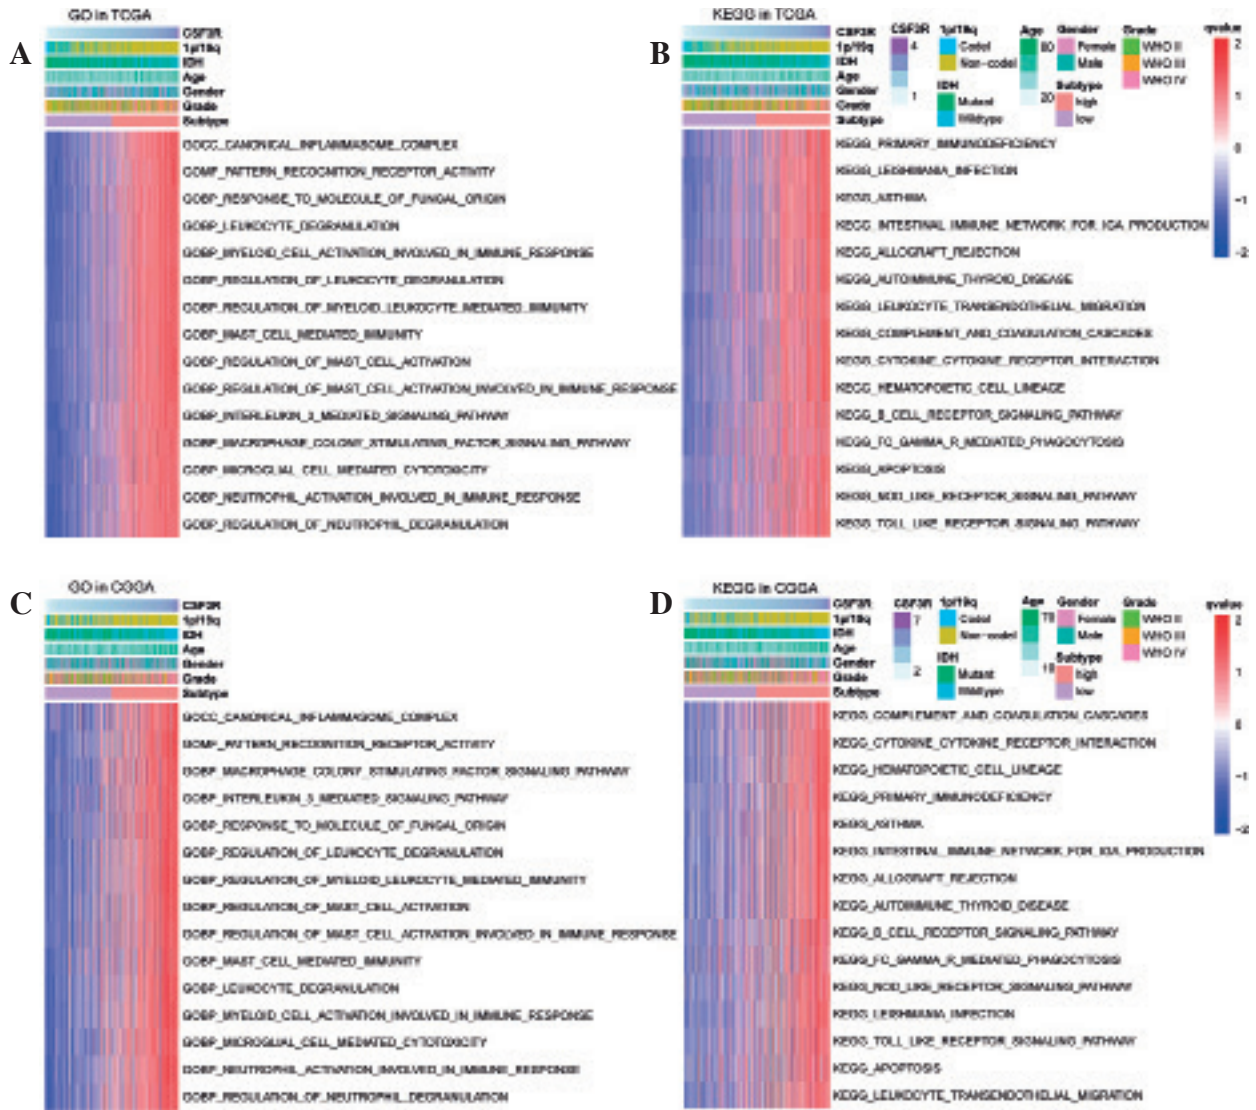 A
GO in TCGA
CSF3R
1p/19q
IDH
Age
Gender
Grade
Subtype
GOCC_CANONICAL_INFLAMMASOME_COMPLEX
GOMF_PATTERN_RECOGNITION_RECEPTOR_ACTIVITY
GOBP_RESPONSE_TO_MOLECULE_OF_FUNGAL_ORIGIN
GOBP_LEUKOCYTE_DEGRANULATION
GOBP_MYELOID_CELL_ACTIVATION_INVOLVED_IN_IMMUNE_RESPONSE
GOBP_REGULATION_OF_LEUKOCYTE_DEGRANULATION
GOBP_REGULATION_OF_MYELOID_LEUKOCYTE_MEDIATED_IMMUNITY
GOBP_MAST_CELL_MEDIATED_IMMUNITY
GOBP_REGULATION_OF_MAST_CELL_ACTIVATION
GOBP_REGULATION_OF_MAST_CELL_ACTIVATION_INVOLVED_IN_IMMUNE_RESPONSE
GOBP_INTERLEUKIN_3_MEDIATED_SIGNALING_PATHWAY
GOBP_MACROPHAGE_COLONY_STIMULATING_FACTOR_SIGNALING_PATHWAY
GOBP_MICROGLIAL_CELL_MEDIATED_CYTOTOXICITY
GOBP_NEUTROPHIL_ACTIVATION_INVOLVED_IN_IMMUNE_RESPONSE
GOBP_REGULATION_OF_NEUTROPHIL_DEGRANULATION
B
KEGG in TCGA
CSF3R
1p/19q
IDH
Age
Gender
Grade
Subtype
CSF3R
4
1
1p/19q
Codel
Non-codel
IDH
Mutant
Wildtype
Age
80
20
Gender
Female
Male
Subtype
high
low
Grade
WHO II
WHO III
WHO IV
qvalue
2
1
0
-1
-2
KEGG_PRIMARY_IMMUNODEFICIENCY
KEGG_LEISHMANIA_INFECTION
KEGG_ASTHMA
KEGG_INTESTINAL_IMMUNE_NETWORK_FOR_IGA_PRODUCTION
KEGG_ALLOGRAFT_REJECTION
KEGG_AUTOIMMUNE_THYROID_DISEASE
KEGG_LEUKOCYTE_TRANSENDOTHELIAL_MIGRATION
KEGG_COMPLEMENT_AND_COAGULATION_CASCADES
KEGG_CYTOKINE_CYTOKINE_RECEPTOR_INTERACTION
KEGG_HEMATOPOIETIC_CELL_LINEAGE
KEGG_B_CELL_RECEPTOR_SIGNALING_PATHWAY
KEGG_FC_GAMMA_R_MEDIATED_PHAGOCYTOSIS
KEGG_APOPTOSIS
KEGG_NOD_LIKE_RECEPTOR_SIGNALING_PATHWAY
KEGG_TOLL_LIKE_RECEPTOR_SIGNALING_PATHWAY
C
GO in CGGA
CSF3R
1p/19q
IDH
Age
Gender
Grade
Subtype
GOCC_CANONICAL_INFLAMMASOME_COMPLEX
GOMF_PATTERN_RECOGNITION_RECEPTOR_ACTIVITY
GOBP_MACROPHAGE_COLONY_STIMULATING_FACTOR_SIGNALING_PATHWAY
GOBP_INTERLEUKIN_3_MEDIATED_SIGNALING_PATHWAY
GOBP_RESPONSE_TO_MOLECULE_OF_FUNGAL_ORIGIN
GOBP_REGULATION_OF_LEUKOCYTE_DEGRANULATION
GOBP_REGULATION_OF_MYELOID_LEUKOCYTE_MEDIATED_IMMUNITY
GOBP_REGULATION_OF_MAST_CELL_ACTIVATION
GOBP_REGULATION_OF_MAST_CELL_ACTIVATION_INVOLVED_IN_IMMUNE_RESPONSE
GOBP_MAST_CELL_MEDIATED_IMMUNITY
GOBP_LEUKOCYTE_DEGRANULATION
GOBP_MYELOID_CELL_ACTIVATION_INVOLVED_IN_IMMUNE_RESPONSE
GOBP_MICROGLIAL_CELL_MEDIATED_CYTOTOXICITY
GOBP_NEUTROPHIL_ACTIVATION_INVOLVED_IN_IMMUNE_RESPONSE
GOBP_REGULATION_OF_NEUTROPHIL_DEGRANULATION
D
KEGG in CGGA
CSF3R
1p/19q
IDH
Age
Gender
Grade
Subtype
CSF3R
7
2
1p/19q
Codel
Non-codel
IDH
Mutant
Wildtype
Age
70
10
Gender
Female
Male
Subtype
high
low
Grade
WHO II
WHO III
WHO IV
qvalue
2
1
0
-1
-2
KEGG_COMPLEMENT_AND_COAGULATION_CASCADES
KEGG_CYTOKINE_CYTOKINE_RECEPTOR_INTERACTION
KEGG_HEMATOPOIETIC_CELL_LINEAGE
KEGG_PRIMARY_IMMUNODEFICIENCY
KEGG_ASTHMA
KEGG_INTESTINAL_IMMUNE_NETWORK_FOR_IGA_PRODUCTION
KEGG_ALLOGRAFT_REJECTION
KEGG_AUTOIMMUNE_THYROID_DISEASE
KEGG_B_CELL_RECEPTOR_SIGNALING_PATHWAY
KEGG_FC_GAMMA_R_MEDIATED_PHAGOCYTOSIS
KEGG_NOD_LIKE_RECEPTOR_SIGNALING_PATHWAY
KEGG_LEISHMANIA_INFECTION
KEGG_TOLL_LIKE_RECEPTOR_SIGNALING_PATHWAY
KEGG_APOPTOSIS
KEGG_LEUKOCYTE_TRANSENDOTHELIAL_MIGRATION